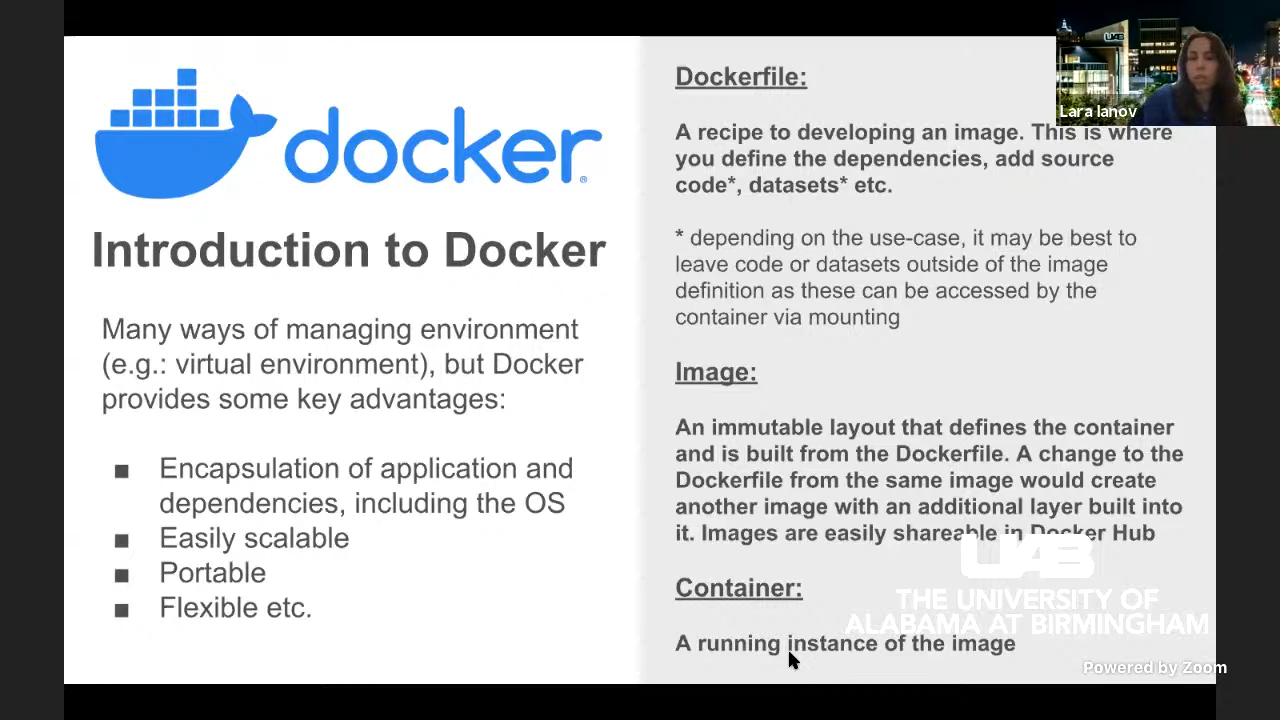 docker
Introduction to Docker
Many ways of managing environment
(e.g.: virtual environment), but Docker
provides some key advantages:
■ Encapsulation of application and
dependencies, including the OS
■ Easily scalable
■ Portable
■ Flexible etc.
Dockerfile:
A recipe to developing an image. This is where
you define the dependencies, add source
code*, datasets* etc.
* depending on the use-case, it may be best to
leave code or datasets outside of the image
definition as these can be accessed by the
container via mounting
Image:
An immutable layout that defines the container
and is built from the Dockerfile. A change to the
Dockerfile from the same image would create
another image with an additional layer built into
it. Images are easily shareable in Docker Hub
Container:
A running instance of the image
UAB
Lara Ianov
UAB
THE UNIVERSITY OF
ALABAMA AT BIRMINGHAM
Powered by Zoom